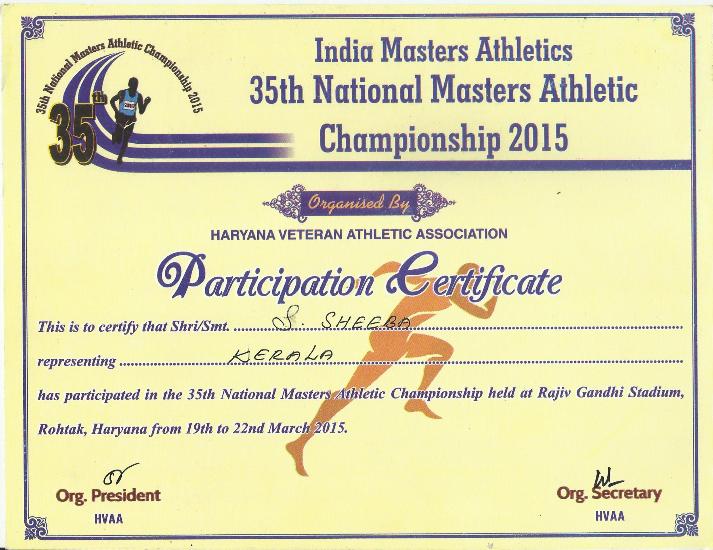 35th National Masters Athletic Championship 2015
35th
India Masters Athletics
35th National Masters Athletic
Championship 2015
Organised By
HARYANA VETERAN ATHLETIC ASSOCIATION
Participation Certificate
This is to certify that Shri/Smt. S. SHEEBA
representing KERALA
has participated in the 35th National Masters Athletic Championship held at Rajiv Gandhi Stadium,
Rohtak, Haryana from 19th to 22nd March 2015.
Org. President
HVAA
Org. Secretary
HVAA